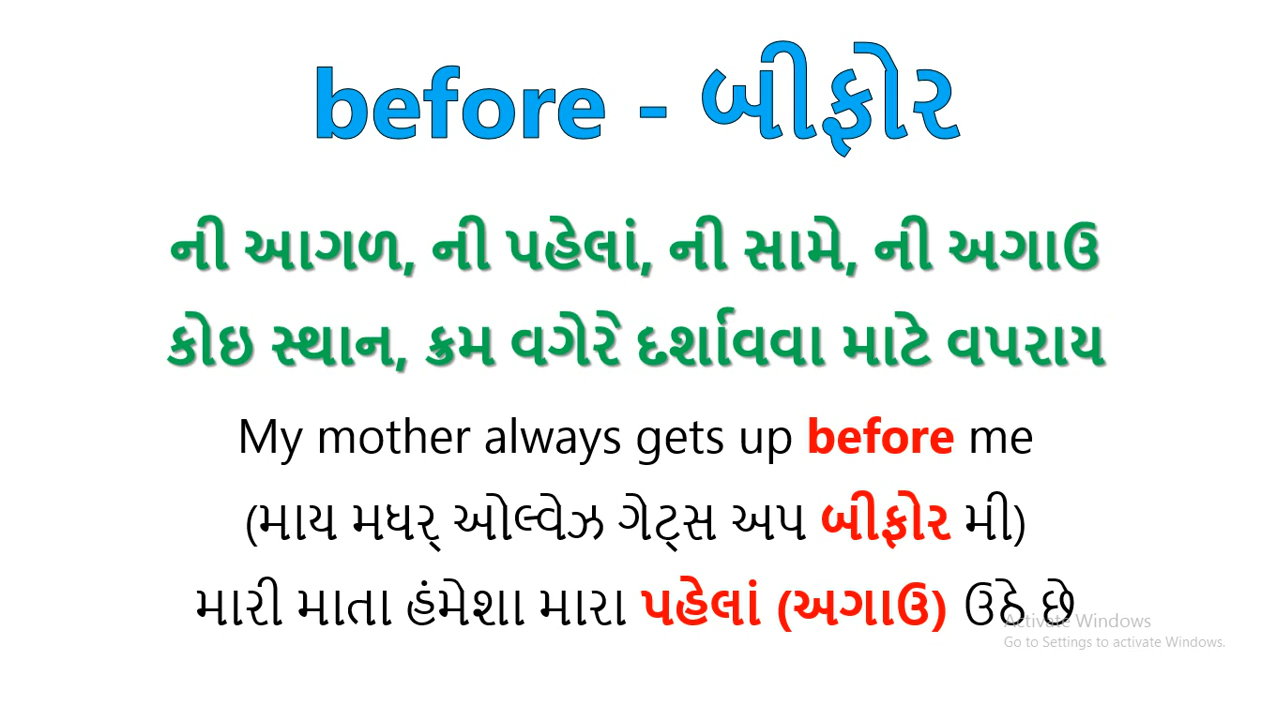 before - બીફોર
ની આગળ, ની પહેલાં, ની સામે, ની અગાઉ
કોઇ સ્થાન, ક્રમ વગેરે દર્શાવવા માટે વપરાય
My mother always gets up before me
(માય મધર્ ઓલ્વેઝ ગેટ્સ અપ બીફોર મી)
મારી માતા હંમેશા મારા પહેલાં (અગાઉ) ઉઠે છે
Activate Windows
Go to Settings to activate Windows.